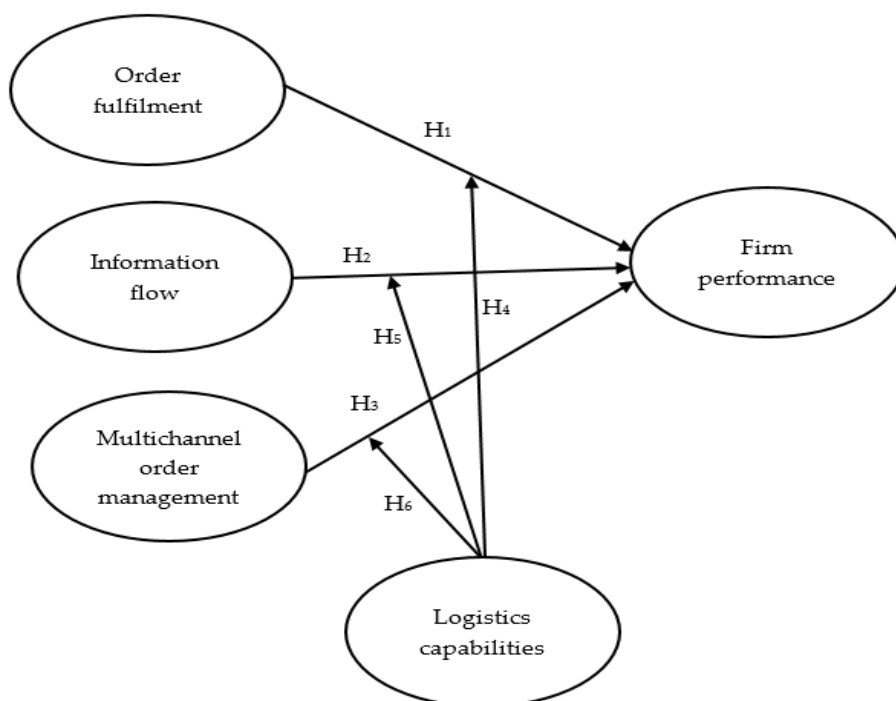 Order
fulfilment
H₁
Information
flow
H₂
Firm
performance
H₄
H₅
Multichannel
order
management
H₃
H₆
Logistics
capabilities